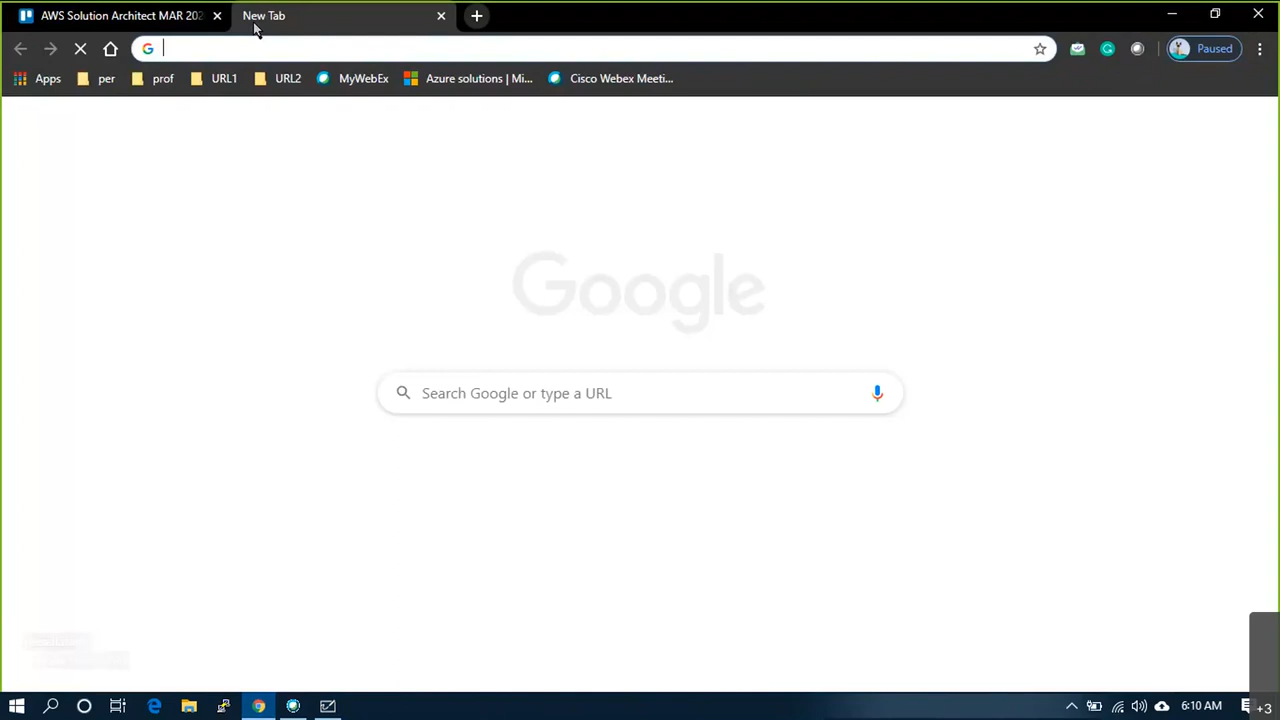 AWS Solution Architect MAR 202
New Tab
Paused
Apps
per
prof
URL1
URL2
MyWebEx
Azure solutions | Mi...
Cisco Webex Meeti...
Google
Search Google or type a URL
6:10 AM
+3